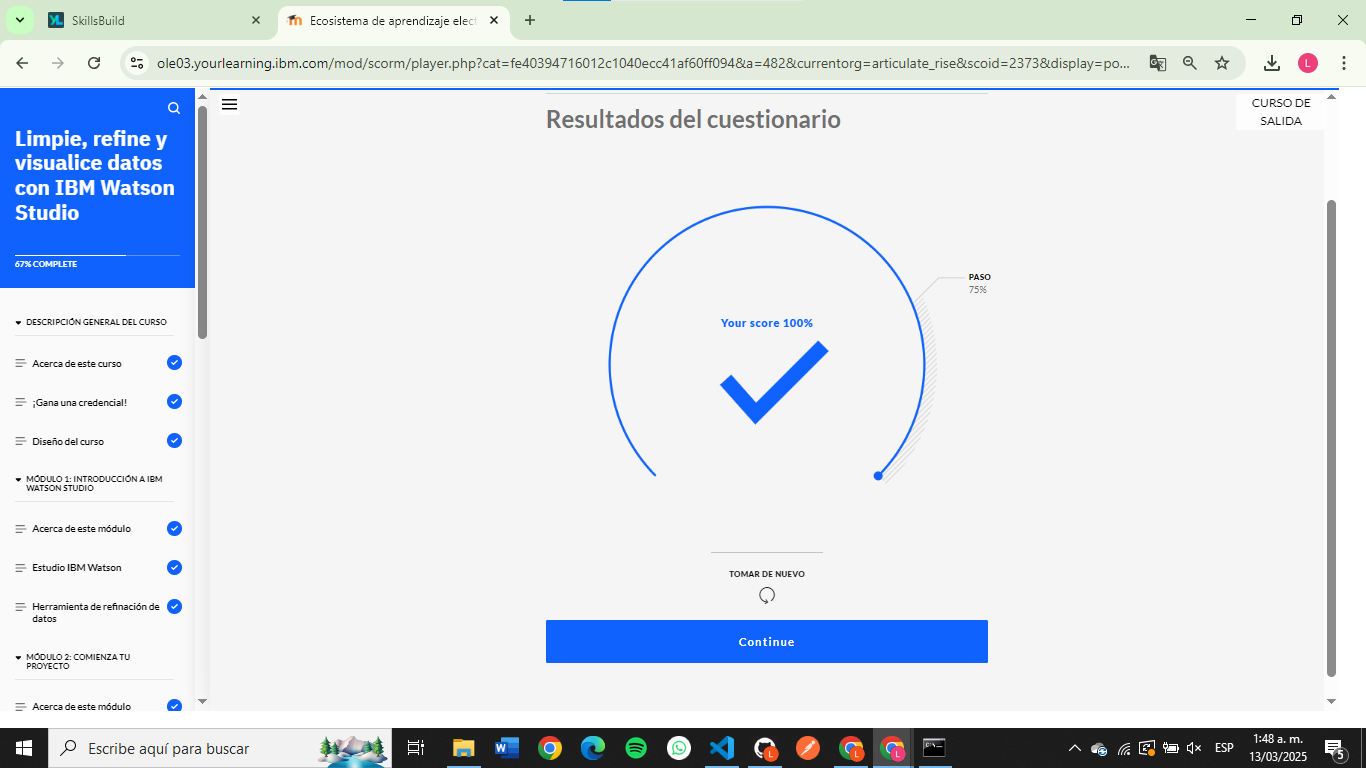 SkillsBuild
Ecosistema de aprendizaje elect
ole03.yourlearning.ibm.com/mod/scorm/player.php?cat=fe40394716012c1040ecc41af60ff094&a=482&currentorg=articulate_rise&scoid=2373&display=po...
L
Limpie, refine y
visualice datos
con IBM Watson
Studio
67% COMPLETE
DESCRIPCIÓN GENERAL DEL CURSO
Acerca de este curso
¡Gana una credencial!
Diseño del curso
MÓDULO 1: INTRODUCCIÓN A IBM
WATSON STUDIO
Acerca de este módulo
Estudio IBM Watson
Herramienta de refinación de
datos
MÓDULO 2: COMIENZA TU
PROYECTO
Acerca de este módulo
Resultados del cuestionario
CURSO DE
SALIDA
PASO
75%
Your score 100%
TOMAR DE NUEVO
Continue
Escribe aquí para buscar
ESP
1:48 a. m.
13/03/2025
5